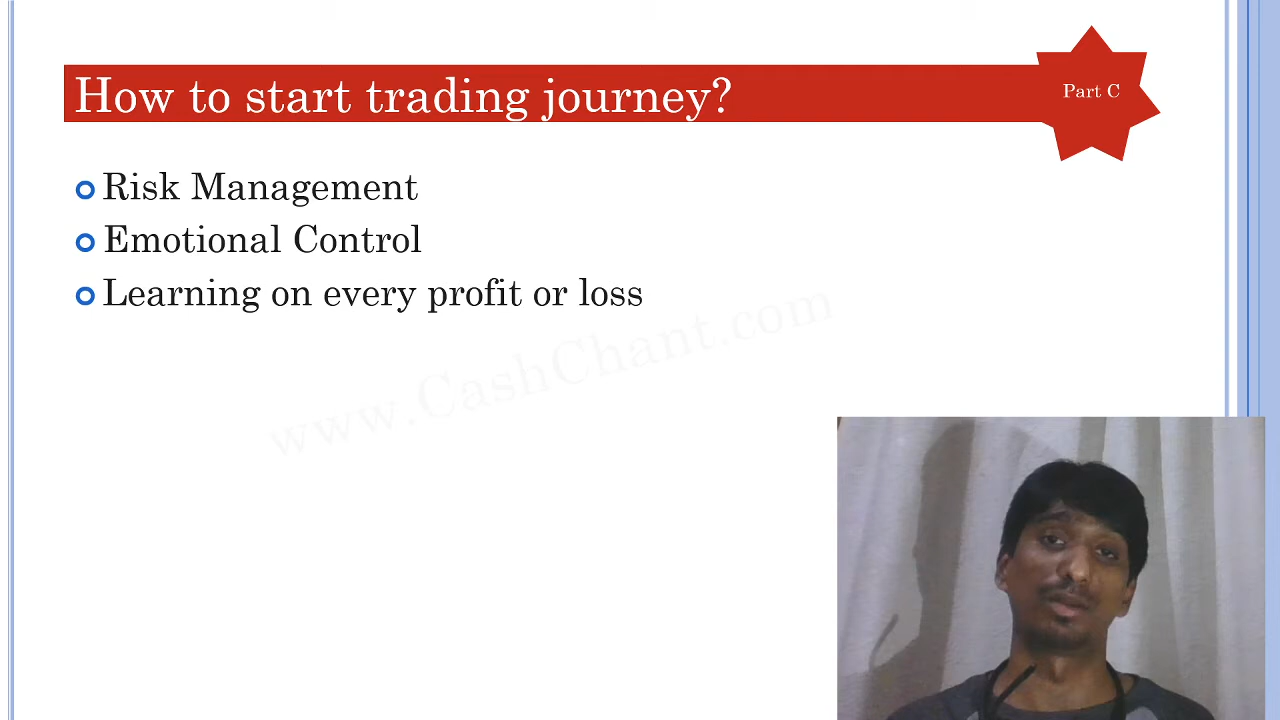 How to start trading journey?
Part C
Risk Management
Emotional Control
Learning on every profit or loss
www.CashChant.com